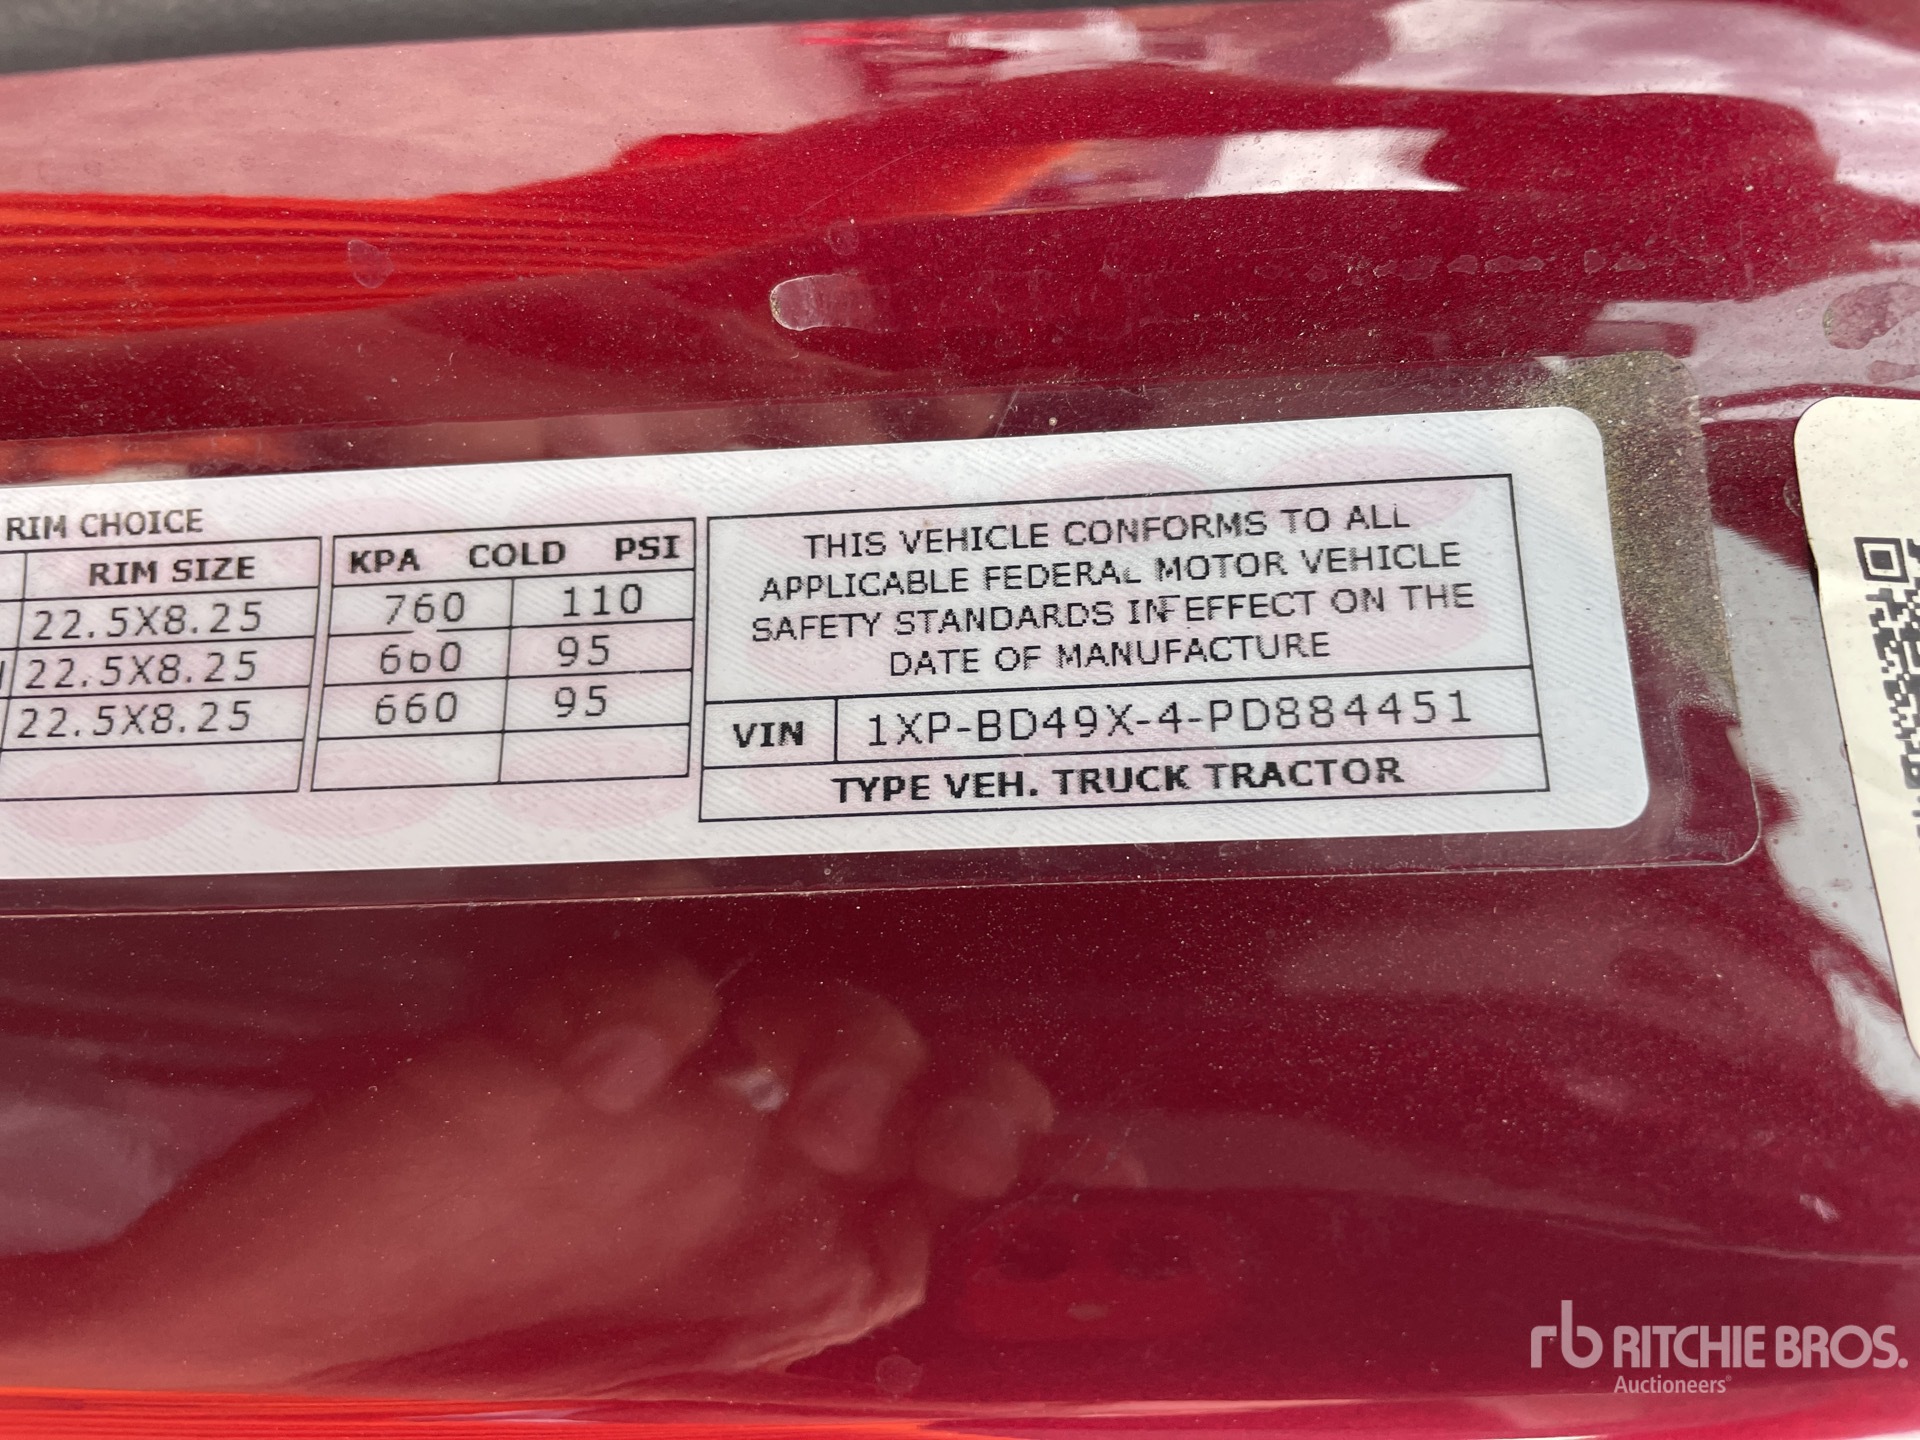 RIM CHOICE
RIM SIZE
22.5X8.25
22.5X8.25
22.5X8.25
KPA COLD PSI
760 110
660 95
660 95
THIS VEHICLE CONFORMS TO ALL
APPLICABLE FEDERAL MOTOR VEHICLE
SAFETY STANDARDS IN EFFECT ON THE
DATE OF MANUFACTURE
VIN 1XP-BD49X-4-PD884451
TYPE VEH. TRUCK TRACTOR
rb RITCHIE BROS.
Auctioneers